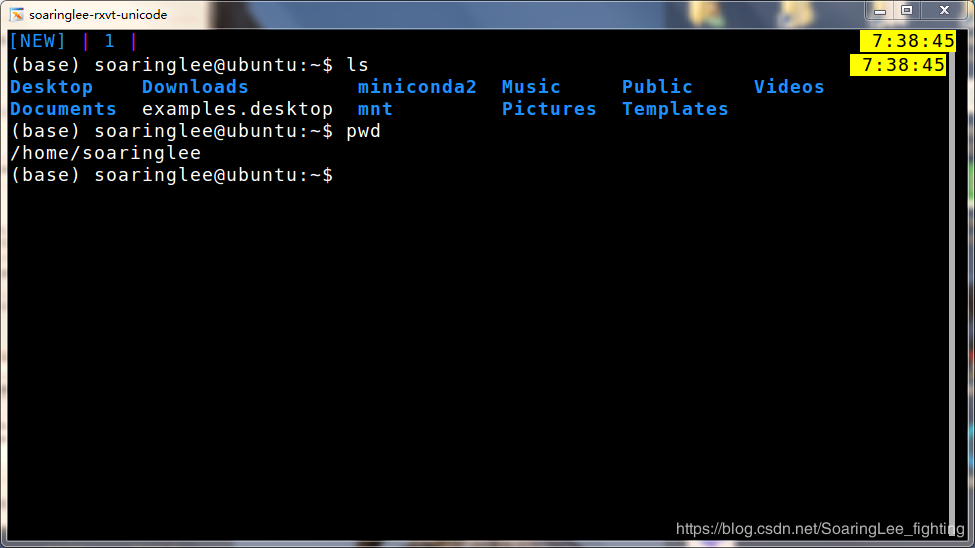 soaringlee-rxvt-unicode
[NEW] | 1 | 7:38:45
(base) soaringlee@ubuntu:~$ ls 7:38:45
Desktop Downloads miniconda2 Music Public Videos
Documents examples.desktop mnt Pictures Templates
(base) soaringlee@ubuntu:~$ pwd
/home/soaringlee
(base) soaringlee@ubuntu:~$
https://blog.csdn.net/SoaringLee_fighting